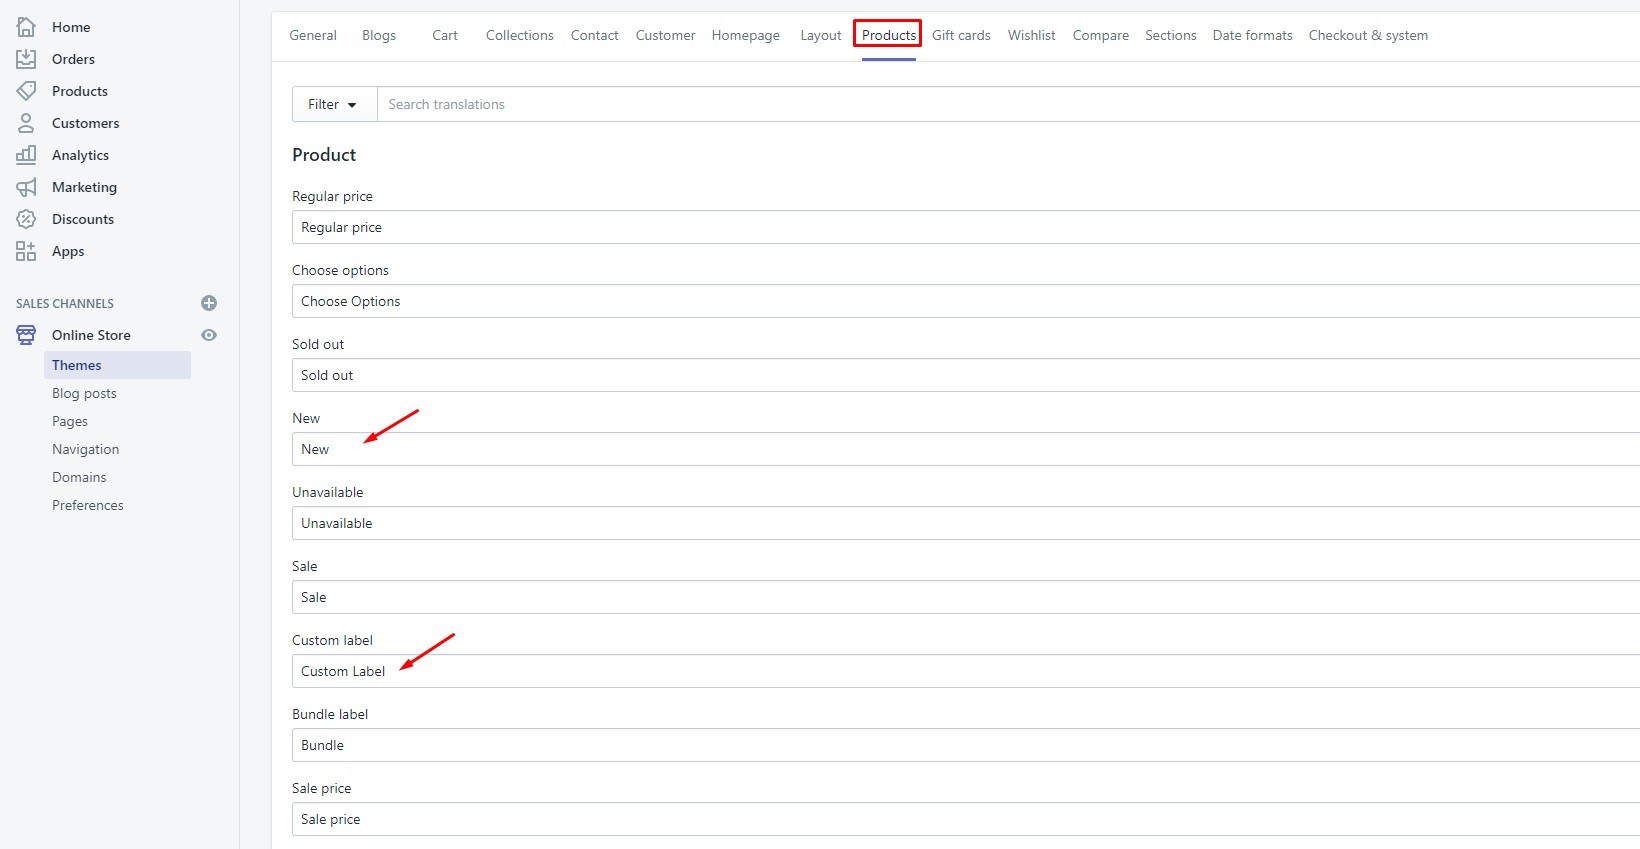 Home
Orders
Products
Customers
Analytics
Marketing
Discounts
Apps
SALES CHANNELS
Online Store
Themes
Blog posts
Pages
Navigation
Domains
Preferences
General Blogs Cart Collections Contact Customer Homepage Layout Products Gift cards Wishlist Compare Sections Date formats Checkout & system
Filter Search translations
Product
Regular price
Regular price
Choose options
Choose Options
Sold out
Sold out
New
New
Unavailable
Unavailable
Sale
Sale
Custom label
Custom Label
Bundle label
Bundle
Sale price
Sale price